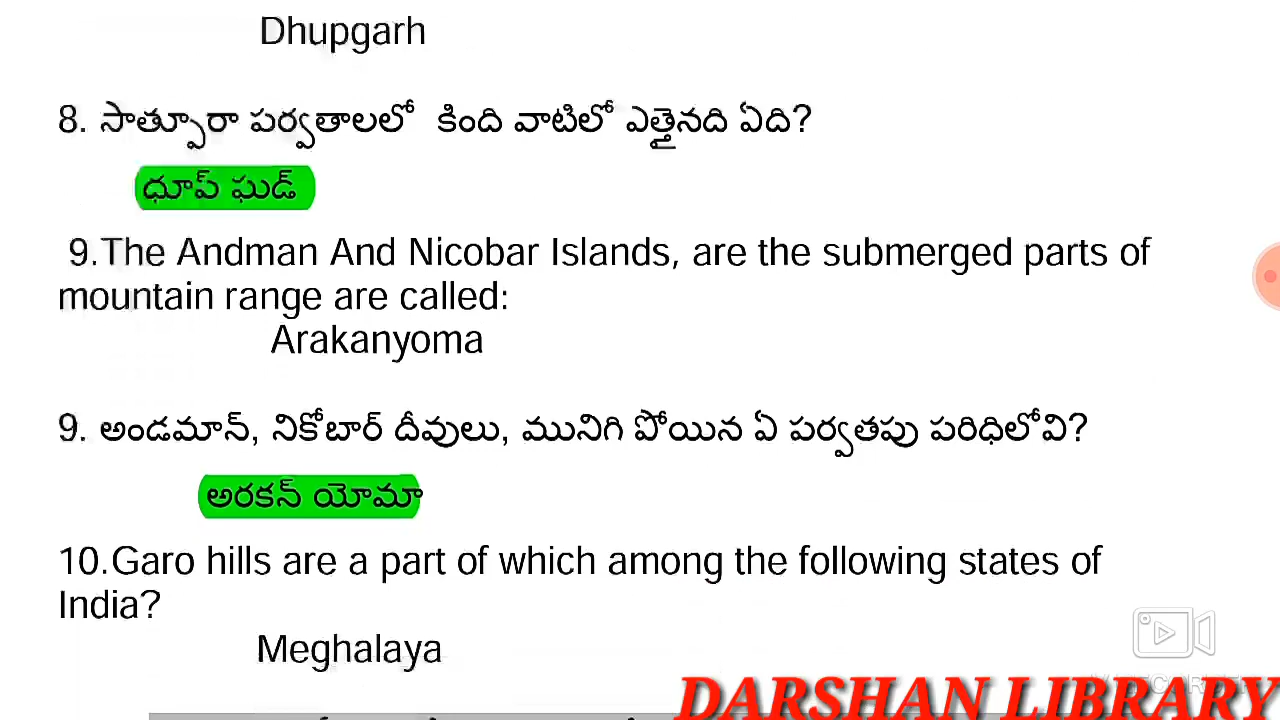 Dhupgarh
8. సాత్పూరా పర్వతాలలో కింది వాటిలో ఎత్తైనది ఏది?
ధూప్ ఘడ్
9.The Andman And Nicobar Islands, are the submerged parts of
mountain range are called:
Arakanyoma
9. అండమాన్, నికోబార్ దీవులు, మునిగి పోయిన ఏ పర్వతపు పరిధిలోవి?
అరకన్ యోమా
10.Garo hills are a part of which among the following states of
India?
Meghalaya
DARSHAN LIBRARY